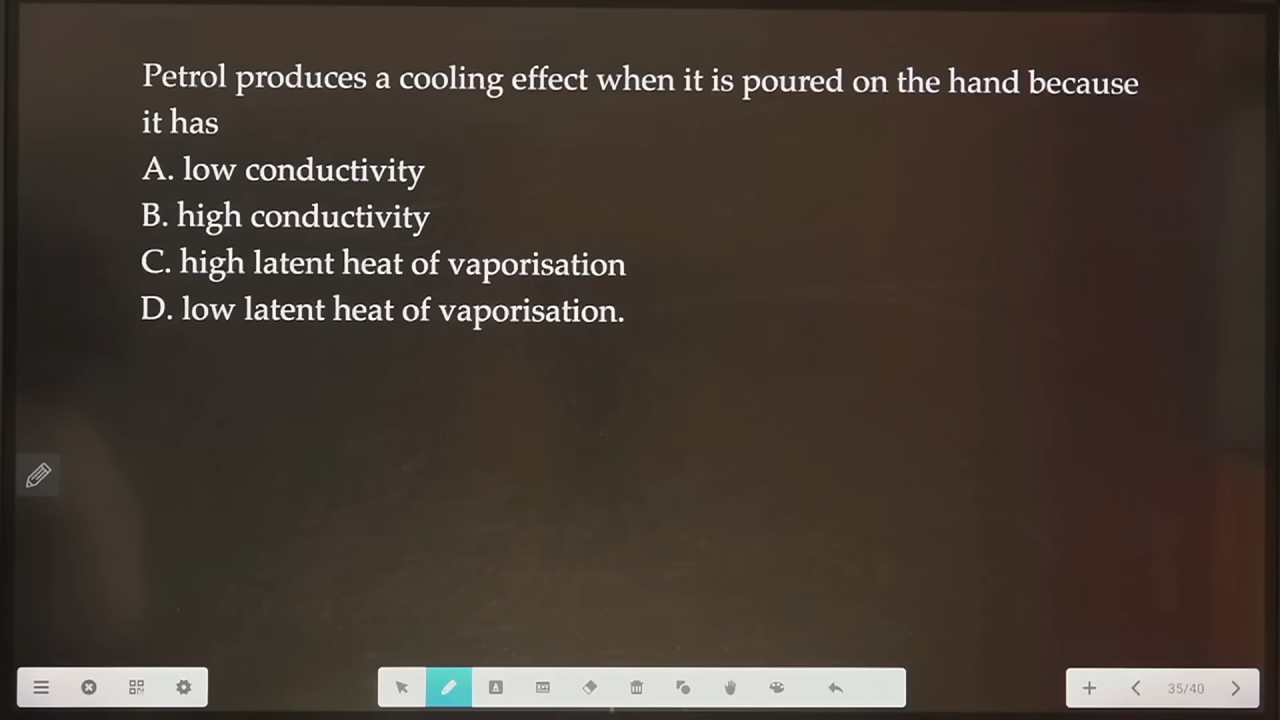 Petrol produces a cooling effect when it is poured on the hand because
it has
A. low conductivity
B. high conductivity
C. high latent heat of vaporisation
D. low latent heat of vaporisation.
35/40